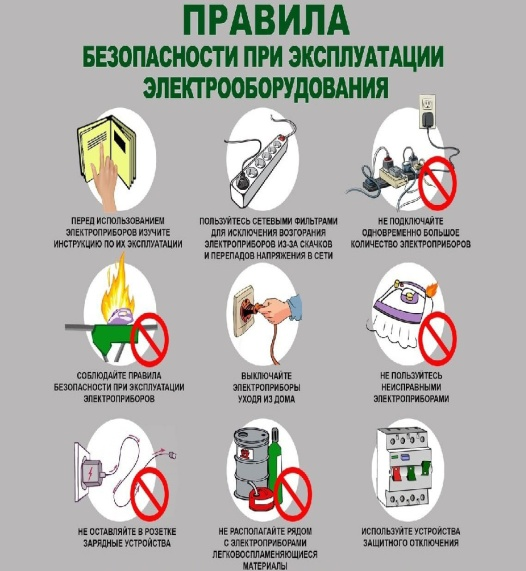 ПРАВИЛА
БЕЗОПАСНОСТИ ПРИ ЭКСПЛУАТАЦИИ
ЭЛЕКТРООБОРУДОВАНИЯ
ПЕРЕД ИСПОЛЬЗОВАНИЕМ
ЭЛЕКТРОПРИБОРОВ ИЗУЧИТЕ
ИНСТРУКЦИЮ ПО ИХ ЭКСПЛУАТАЦИИ
ПОЛЬЗУЙТЕСЬ СЕТЕВЫМИ ФИЛЬТРАМИ
ДЛЯ ИСКЛЮЧЕНИЯ ВОЗГОРАНИЯ
ЭЛЕКТРОПРИБОРОВ ИЗ-ЗА СКАЧКОВ
И ПЕРЕПАДОВ НАПРЯЖЕНИЯ В СЕТИ
НЕ ПОДКЛЮЧАЙТЕ
ОДНОВРЕМЕННО БОЛЬШОЕ
КОЛИЧЕСТВО ЭЛЕКТРОПРИБОРОВ
СОБЛЮДАЙТЕ ПРАВИЛА
БЕЗОПАСНОСТИ ПРИ ЭКСПЛУАТАЦИИ
ЭЛЕКТРОПРИБОРОВ
ВЫКЛЮЧАЙТЕ
ЭЛЕКТРОПРИБОРЫ
УХОДЯ ИЗ ДОМА
НЕ ПОЛЬЗУЙТЕСЬ
НЕИСПРАВНЫМИ
ЭЛЕКТРОПРИБОРАМИ
НЕ ОСТАВЛЯЙТЕ В РОЗЕТКЕ
ЗАРЯДНЫЕ УСТРОЙСТВА
НЕ РАСПОЛАГАЙТЕ РЯДОМ
С ЭЛЕКТРОПРИБОРАМИ
ЛЕГКОВОСПЛАМЕНЯЮЩИЕСЯ
МАТЕРИАЛЫ
ИСПОЛЬЗУЙТЕ УСТРОЙСТВА
ЗАЩИТНОГО ОТКЛЮЧЕНИЯ